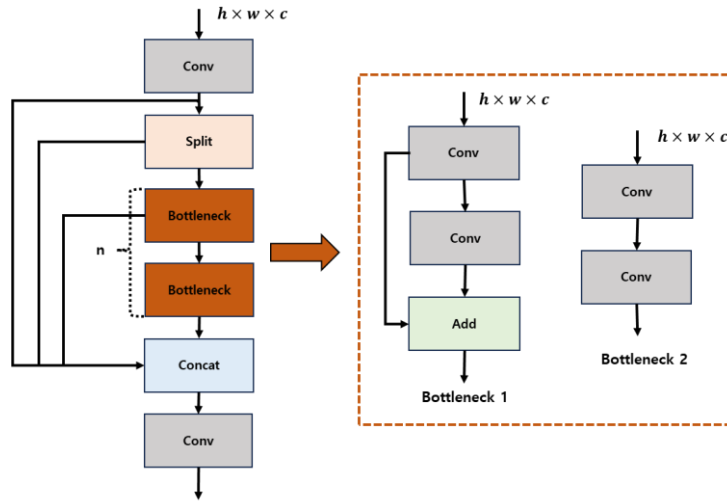 h × w × c
Conv
Split
Bottleneck
n
Bottleneck
Concat
Conv
h × w × c
Conv
Conv
Add
Bottleneck 1
h × w × c
Conv
Conv
Bottleneck 2